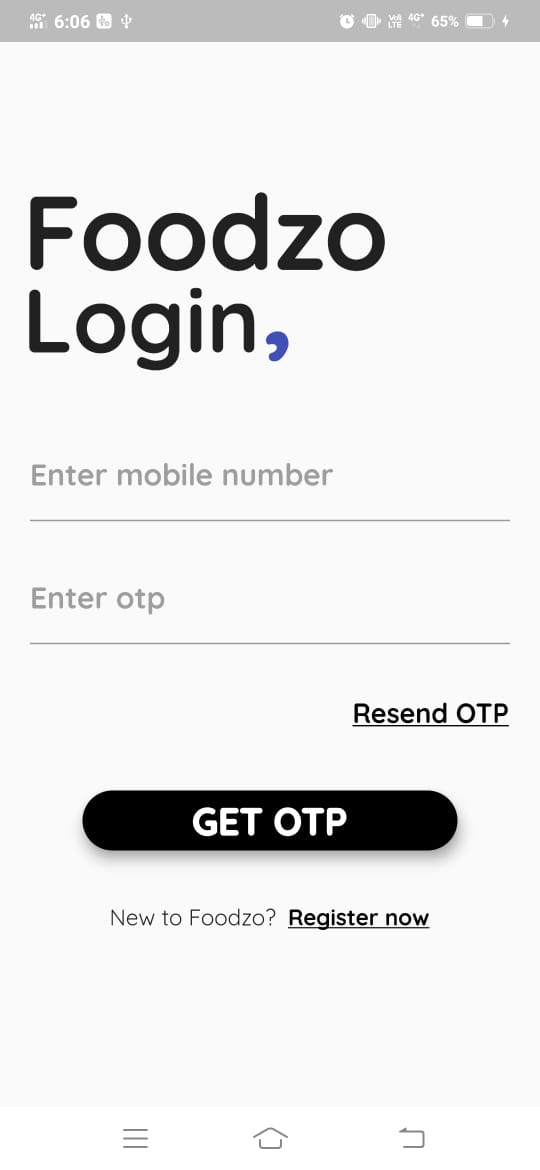 4G+ 6:06 VoI) LTE 4G+ 65%
Foodzo
Login,
Enter mobile number
Enter otp
Resend OTP
GET OTP
New to Foodzo? Register now